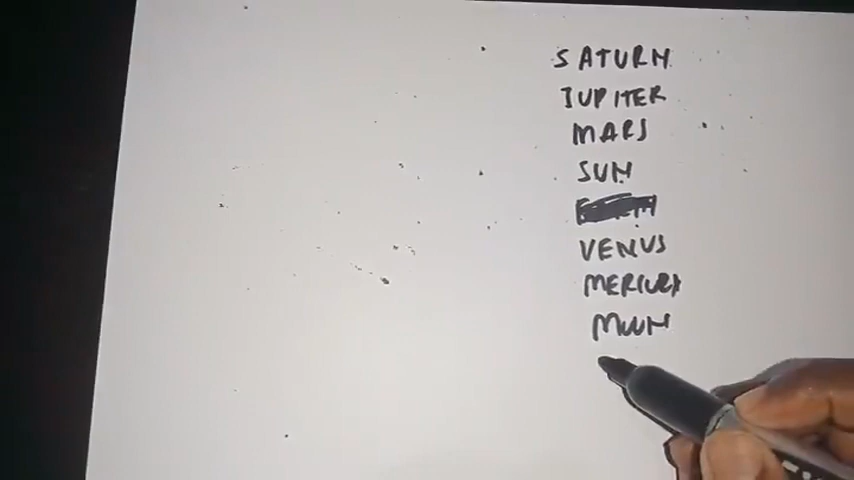 SATURN
JUPITER
MARS
SUN
VENUS
MERCURY
MOON